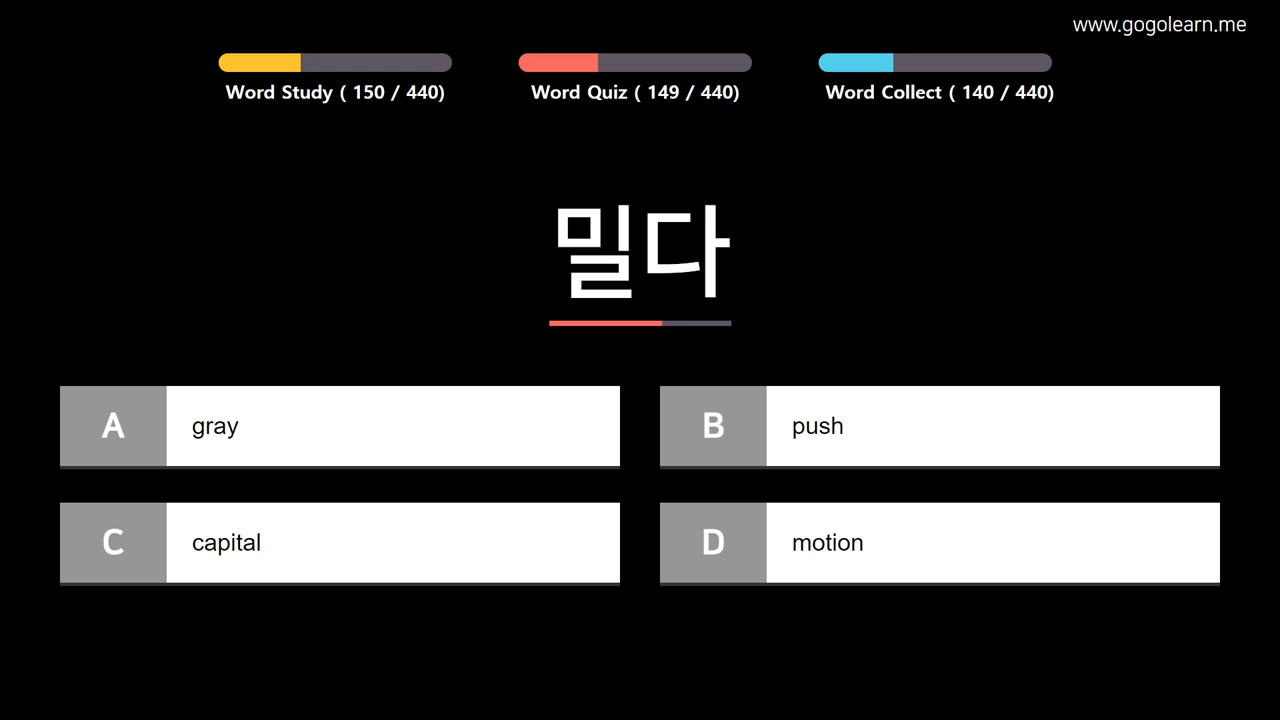 www.gogolearn.me
Word Study ( 150 / 440)
Word Quiz ( 149 / 440)
Word Collect ( 140 / 440)
밀다
A gray
B push
C capital
D motion